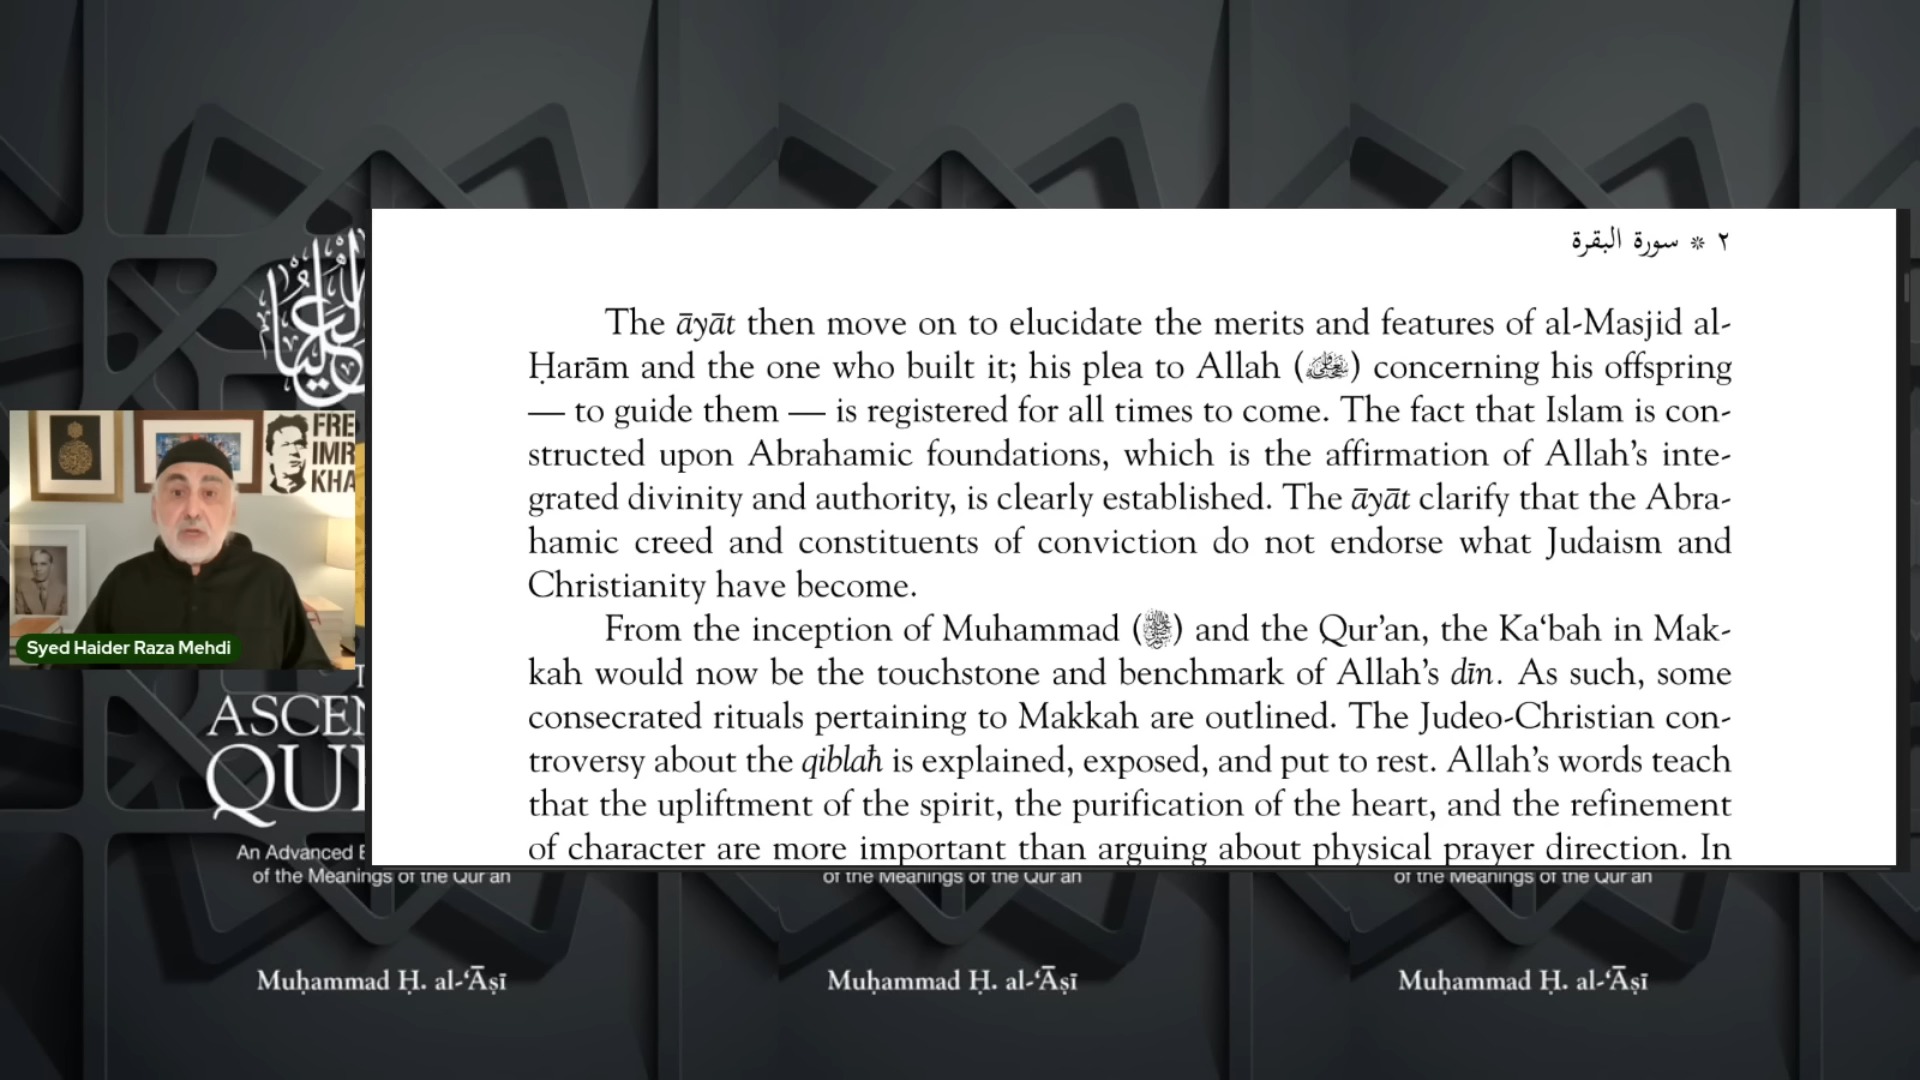 ٢ * سورة البقرة
The āyāt then move on to elucidate the merits and features of al-Masjid al-
Ḥarām and the one who built it; his plea to Allah () concerning his offspring
— to guide them — is registered for all times to come. The fact that Islam is con-
structed upon Abrahamic foundations, which is the affirmation of Allah’s inte-
grated divinity and authority, is clearly established. The āyāt clarify that the Abra-
hamic creed and constituents of conviction do not endorse what Judaism and
Christianity have become.
From the inception of Muhammad (ﷺ) and the Qur’an, the Ka‘bah in Mak-
kah would now be the touchstone and benchmark of Allah’s dīn. As such, some
consecrated rituals pertaining to Makkah are outlined. The Judeo-Christian con-
troversy about the qiblaħ is explained, exposed, and put to rest. Allah’s words teach
that the upliftment of the spirit, the purification of the heart, and the refinement
of character are more important than arguing about physical prayer direction. In
FRE
IMR
KHA
Syed Haider Raza Mehdi
ASCEN
QU
An Advanced E
of the Meanings of the Qur'an
of the Meanings of the Qur'an
of the Meanings of the Qur'an
Muḥammad Ḥ. al-‘Āṣī
Muḥammad Ḥ. al-‘Āṣī
Muḥammad Ḥ. al-‘Āṣī